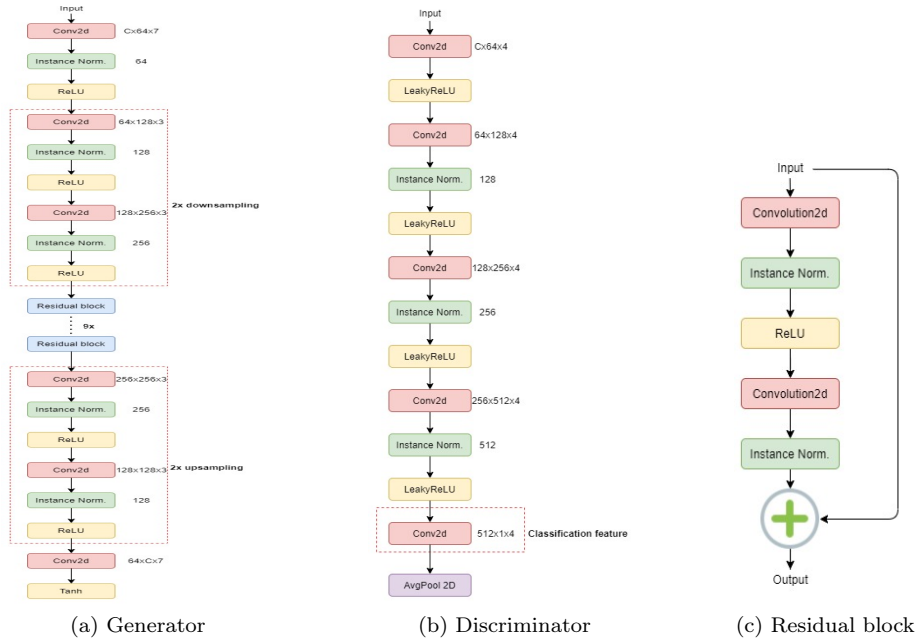 Input
Conv2d Cx64x7
Instance Norm. 64
ReLU
Conv2d 64x128x3
Instance Norm. 128
ReLU
2x downsampling
Conv2d 128x256x3
Instance Norm. 256
ReLU
Residual block
9x
Residual block
Conv2d 256x256x3
Instance Norm. 256
ReLU
2x upsampling
Conv2d 128x128x3
Instance Norm. 128
ReLU
Conv2d 64xCx7
Tanh
(a) Generator
Input
Conv2d Cx64x4
LeakyReLU
Conv2d 64x128x4
Instance Norm. 128
LeakyReLU
Conv2d 128x256x4
Instance Norm. 256
LeakyReLU
Conv2d 256x512x4
Instance Norm. 512
LeakyReLU
Conv2d 512x1x4 Classification feature
AvgPool 2D
(b) Discriminator
Input
Convolution2d
Instance Norm.
ReLU
Convolution2d
Instance Norm.
Output
(c) Residual block